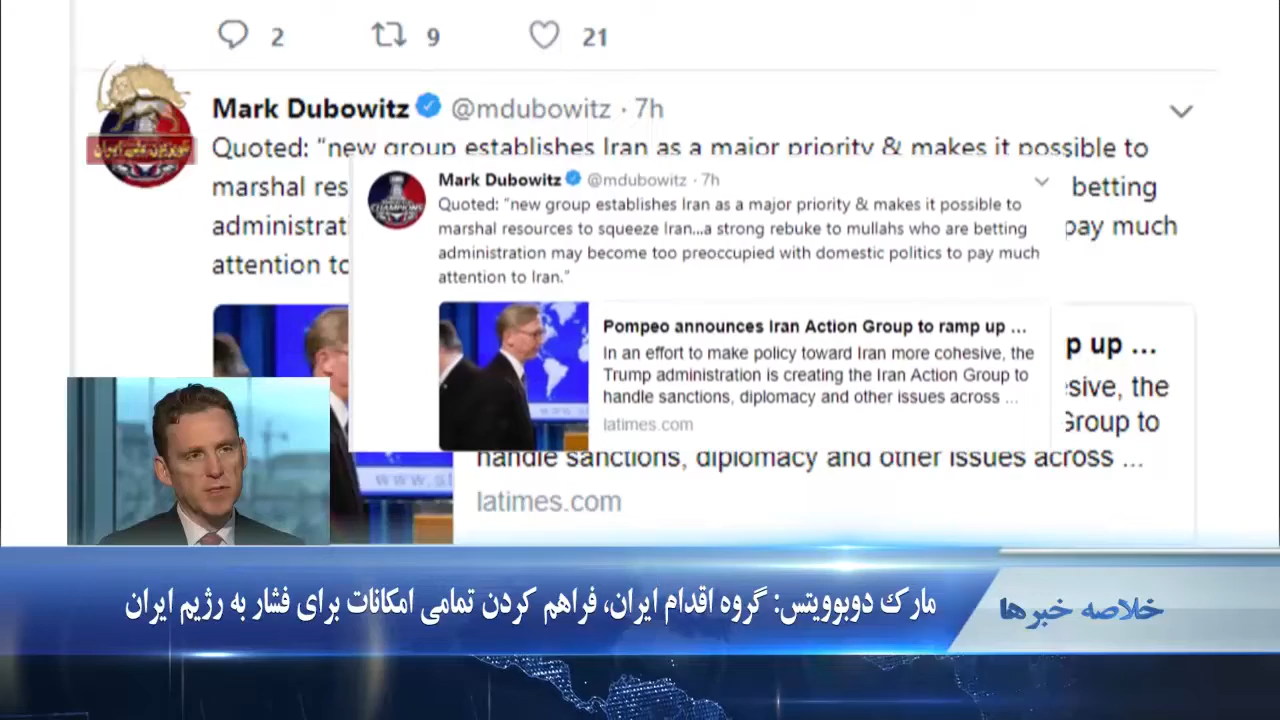 2 9 21
Mark Dubowitz @mdubowitz · 7h
Quoted: “new group establishes Iran as a major priority & makes it possible to
marshal res betting
administrat pay much
attention to
Mark Dubowitz @mdubowitz · 7h
Quoted: “new group establishes Iran as a major priority & makes it possible to
marshal resources to squeeze Iran...a strong rebuke to mullahs who are betting
administration may become too preoccupied with domestic politics to pay much
attention to Iran.”
Pompeo announces Iran Action Group to ramp up ...
In an effort to make policy toward Iran more cohesive, the
Trump administration is creating the Iran Action Group to
handle sanctions, diplomacy and other issues across ...
latimes.com
p up ...
esive, the
Group to
handle sanctions, diplomacy and other issues across ...
www.s
latimes.com
مارک دوبوویتس: گروه اقدام ایران، فراهم کردن تمامی امکانات برای فشار به رژیم ایران
خلاصه خبرها